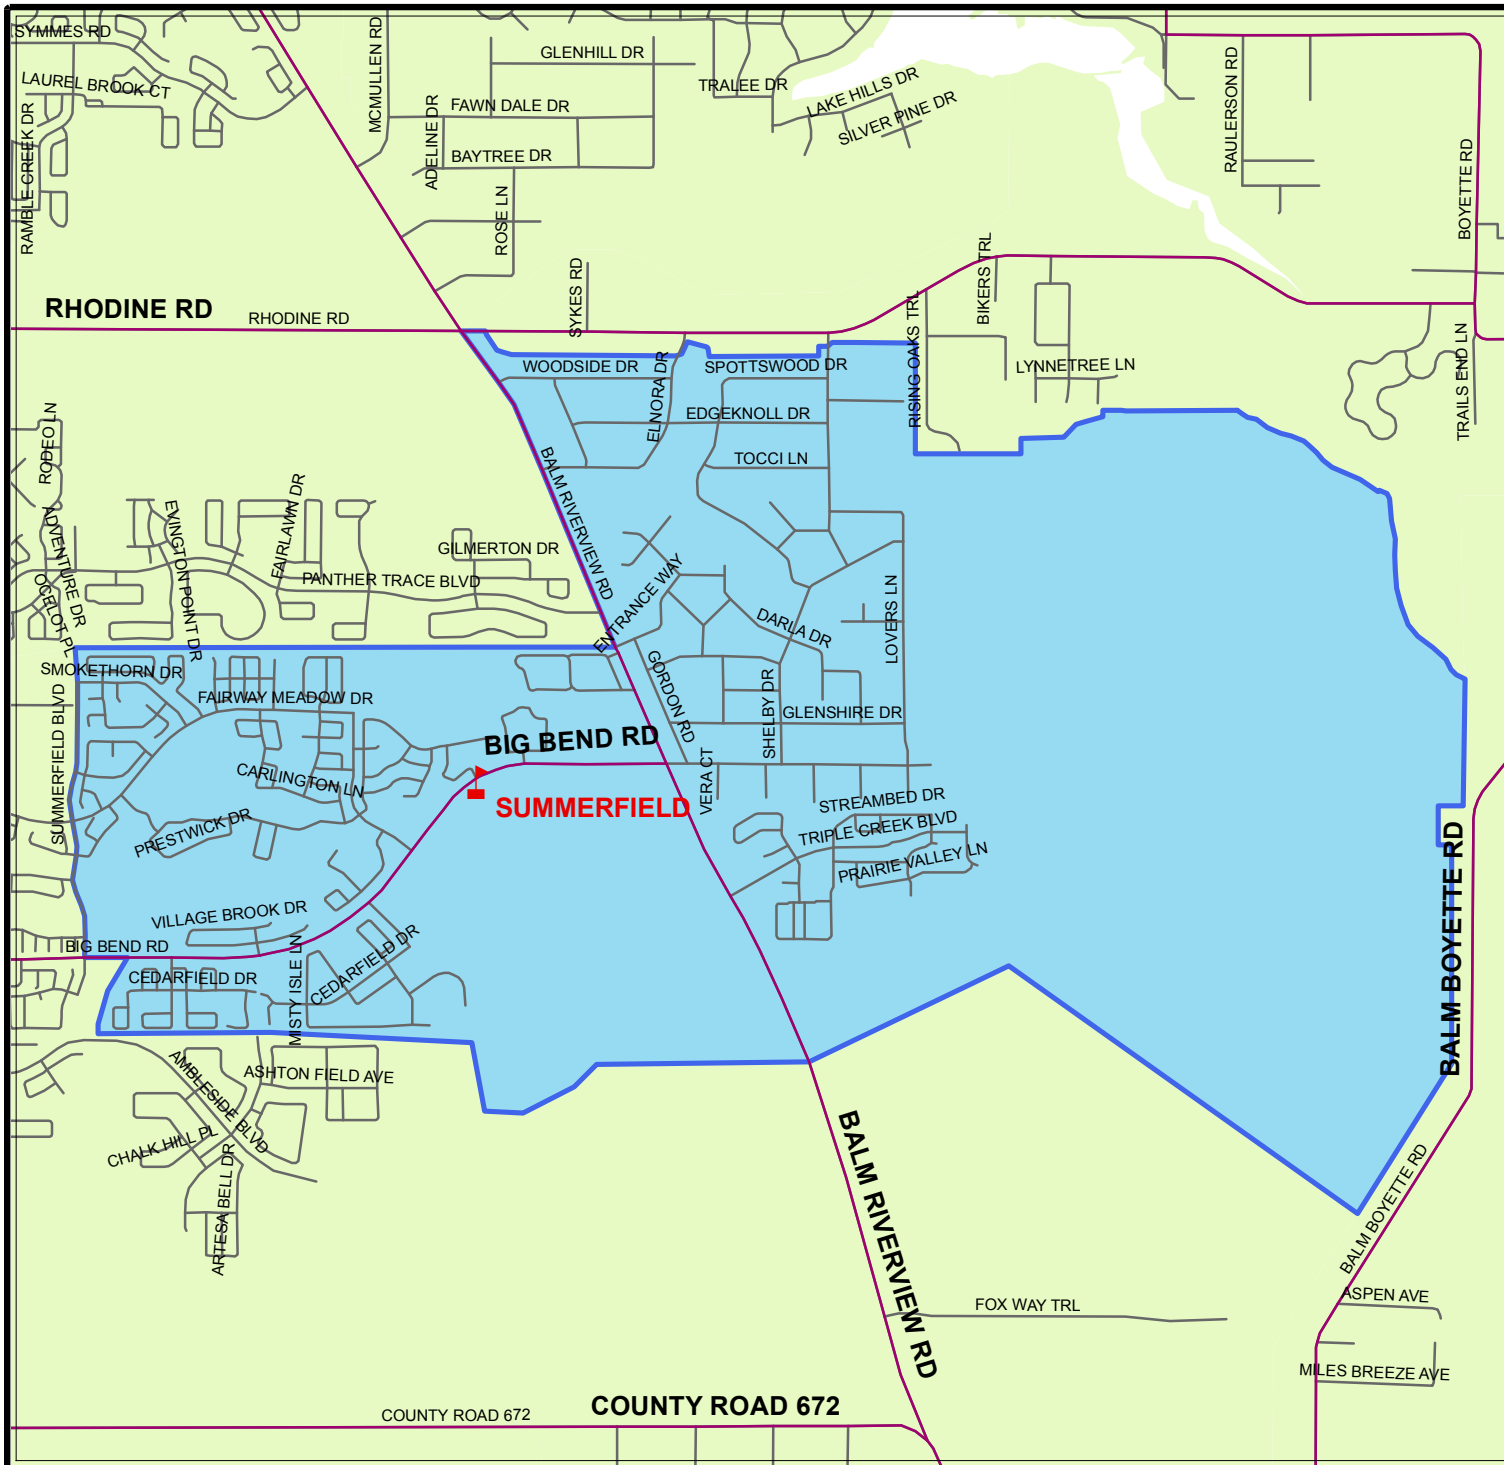 SYMMES RD
LAUREL BROOK CT
RAMBLE CREEK DR
MCMULLEN RD
GLENHILL DR
FAWN DALE DR
ADELINE DR
BAYTREE DR
ROSE LN
TRALEE DR
LAKE HILLS DR
SILVER PINE DR
RAULERSON RD
BOYETTE RD
RHODINE RD
RHODINE RD
SYKES RD
BIKERS TRL
RISING OAKS TRL
LYNNETREE LN
TRAILS END LN
WOODSIDE DR
ELNORA DR
SPOTTSWOOD DR
EDGEKNOLL DR
TOCCI LN
RODEO LN
ADVENTURE DR
OCELOT PL
EVINGTON POINT DR
FAIRLAWN DR
GILMERTON DR
PANTHER TRACE BLVD
BALM RIVERVIEW RD
ENTRANCE WAY
DARLA DR
LOVERS LN
SMOKETHORN DR
FAIRWAY MEADOW DR
SUMMERFIELD BLVD
GORDON RD
SHELBY DR
GLENSHIRE DR
BIG BEND RD
CARLINGTON LN
VERA CT
SUMMERFIELD
STREAMBED DR
TRIPLE CREEK BLVD
PRAIRIE VALLEY LN
PRESTWICK DR
BALM BOYETTE RD
VILLAGE BROOK DR
BIG BEND RD
MISTY ISLE LN
CEDARFIELD DR
CEDARFIELD DR
AMBLESIDE BLVD
ASHTON FIELD AVE
CHALK HILL PL
ARTESA BELL DR
BALM RIVERVIEW RD
BALM BOYETTE RD
FOX WAY TRL
ASPEN AVE
MILES BREEZE AVE
COUNTY ROAD 672
COUNTY ROAD 672